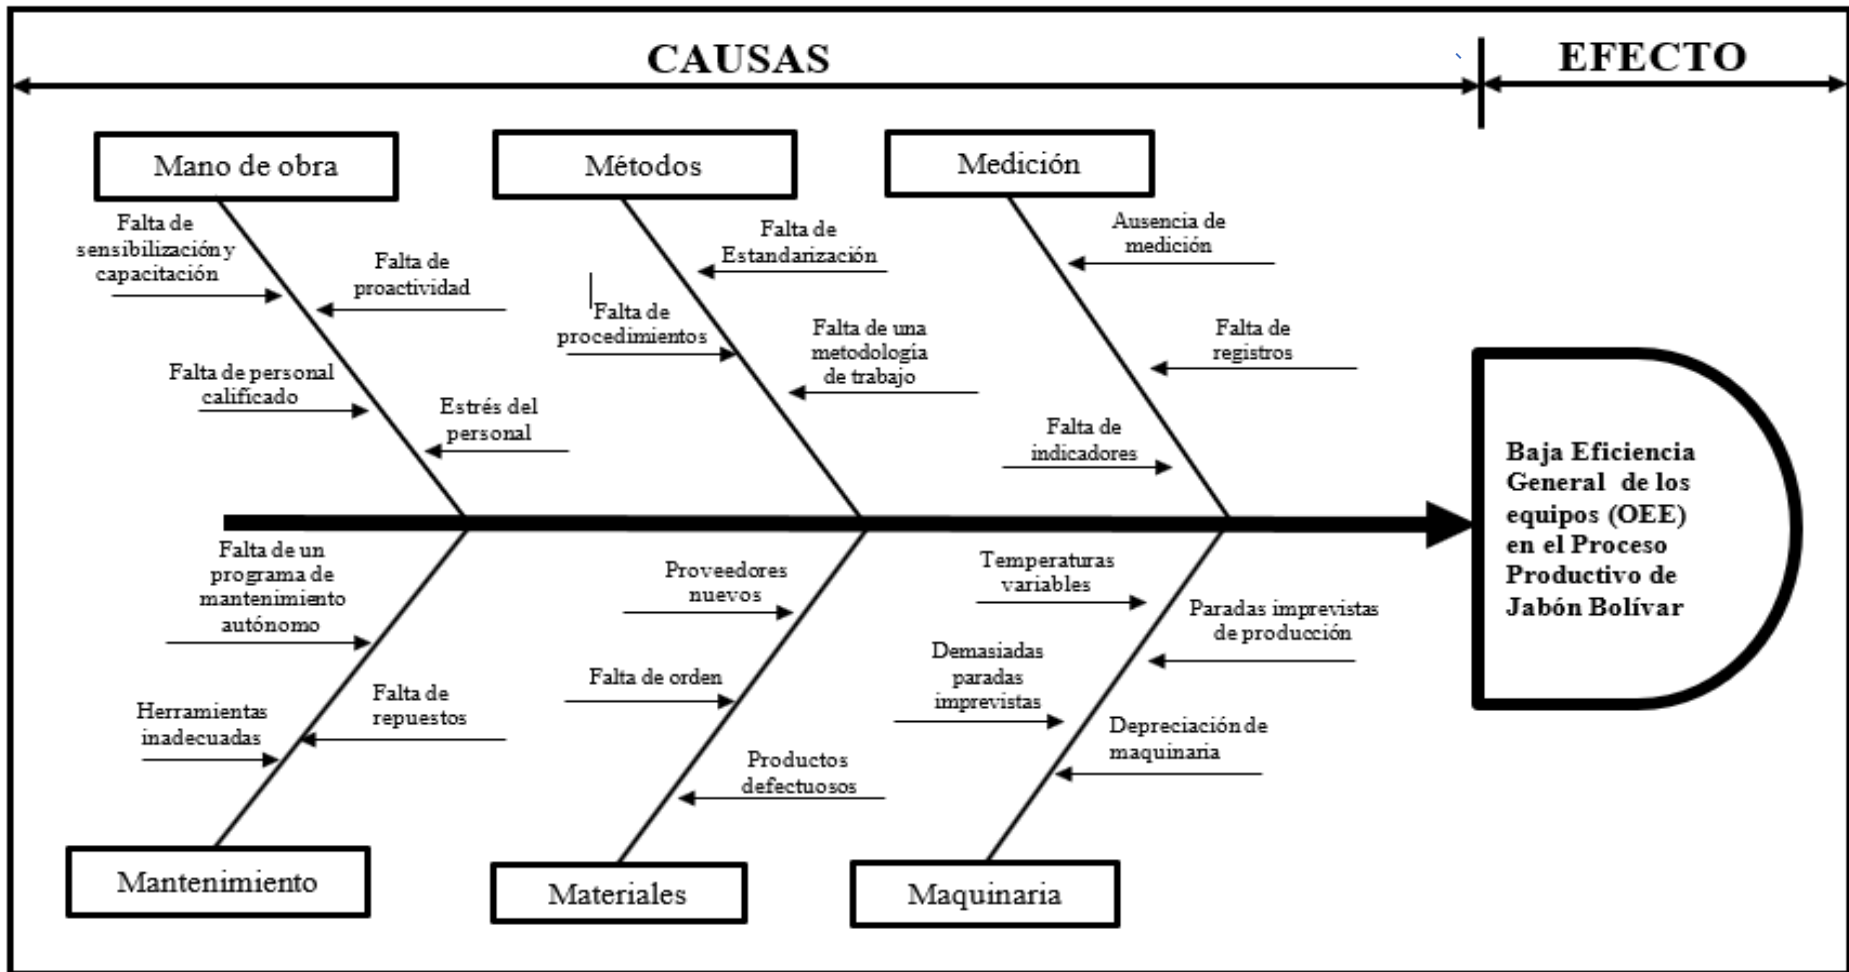 CAUSAS
EFECTO
Mano de obra
Métodos
Medición
Falta de
sensibilización y
capacitación
Falta de
proactividad
Falta de personal
calificado
Estrés del
personal
Falta de
Estandarización
Falta de
procedimientos
Falta de una
metodología
de trabajo
Ausencia de
medición
Falta de
registros
Falta de
indicadores
Baja Eficiencia
General de los
equipos (OEE)
en el Proceso
Productivo de
Jabón Bolívar
Falta de un
programa de
mantenimiento
autónomo
Falta de
repuestos
Herramientas
inadecuadas
Proveedores
nuevos
Falta de orden
Productos
defectuosos
Temperaturas
variables
Paradas imprevistas
de producción
Demasiadas
paradas
imprevistas
Depreciación de
maquinaria
Mantenimiento
Materiales
Maquinaria